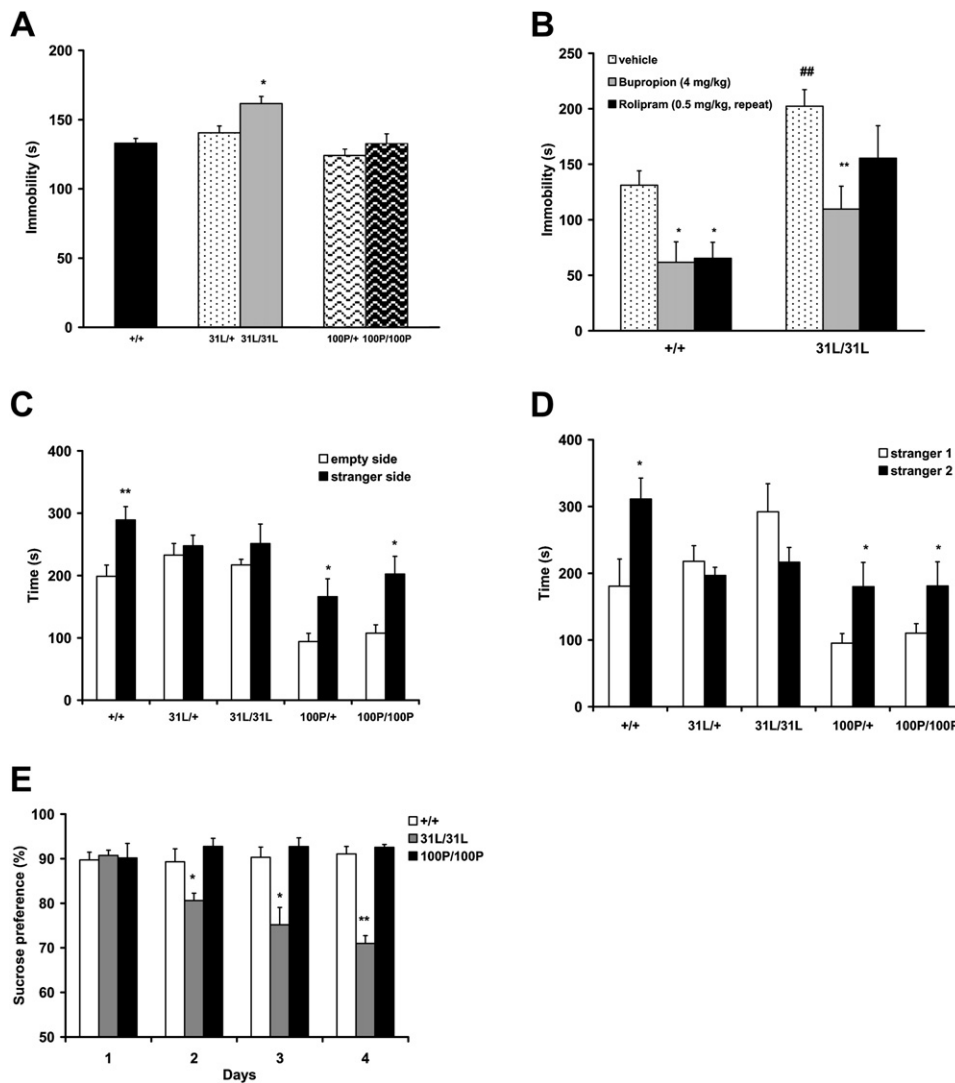 A
200
150
100
50
0
Immobility (s)
*
+/+
31L/+ 31L/31L
100P/+ 100P/100P
B
250
200
150
100
50
0
Immobility (s)
vehicle
Bupropion (4 mg/kg)
Rolipram (0.5 mg/kg, repeat)
* *
##
**
+/+
31L/31L
C
400
300
200
100
0
Time (s)
empty side
stranger side
**
*
*
+/+
31L/+
31L/31L
100P/+
100P/100P
D
400
300
200
100
0
Time (s)
stranger 1
stranger 2
*
*
*
+/+
31L/+
31L/31L
100P/+
100P/100P
E
100
90
80
70
60
50
Sucrose preference (%)
+/+
31L/31L
100P/100P
*
*
**
1
2
3
4
Days